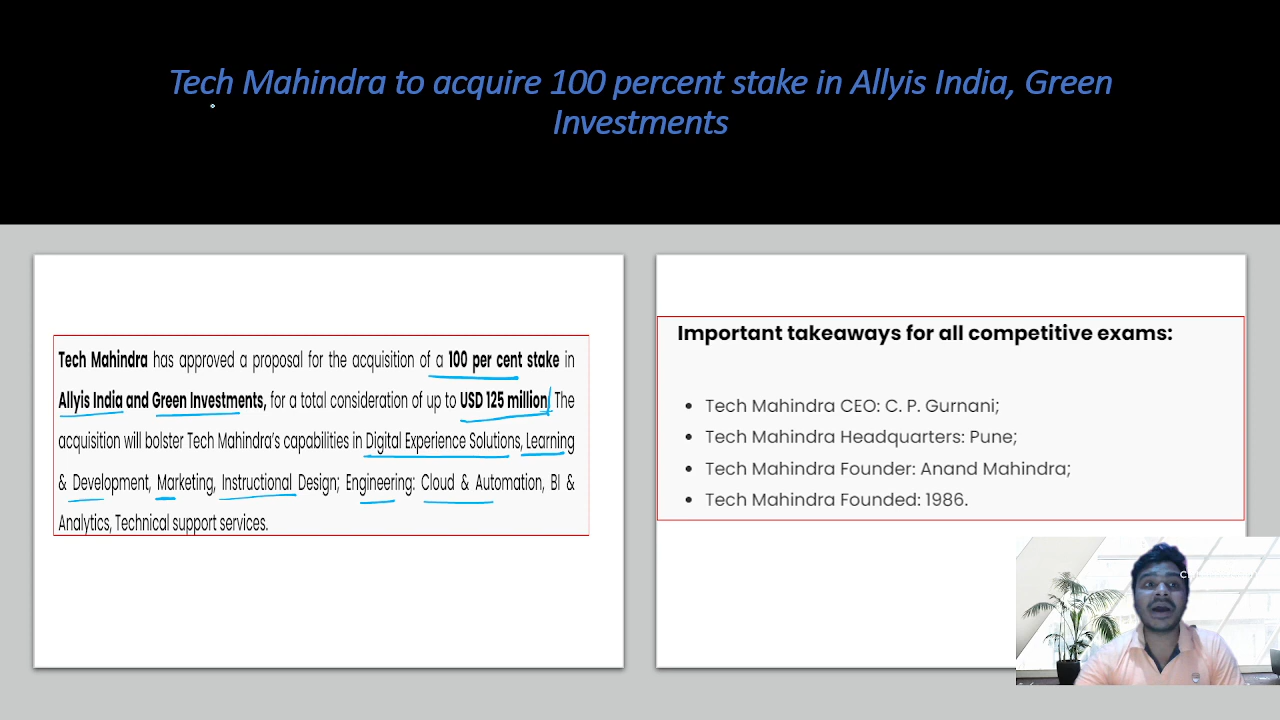 Tech Mahindra to acquire 100 percent stake in Allyis India, Green
Investments
Tech Mahindra has approved a proposal for the acquisition of a 100 per cent stake in
Allyis India and Green Investments, for a total consideration of up to USD 125 million. The
acquisition will bolster Tech Mahindra's capabilities in Digital Experience Solutions, Learning
& Development, Marketing, Instructional Design; Engineering: Cloud & Automation, BI &
Analytics, Technical support services.
Important takeaways for all competitive exams:
• Tech Mahindra CEO: C. P. Gurnani;
• Tech Mahindra Headquarters: Pune;
• Tech Mahindra Founder: Anand Mahindra;
• Tech Mahindra Founded: 1986.